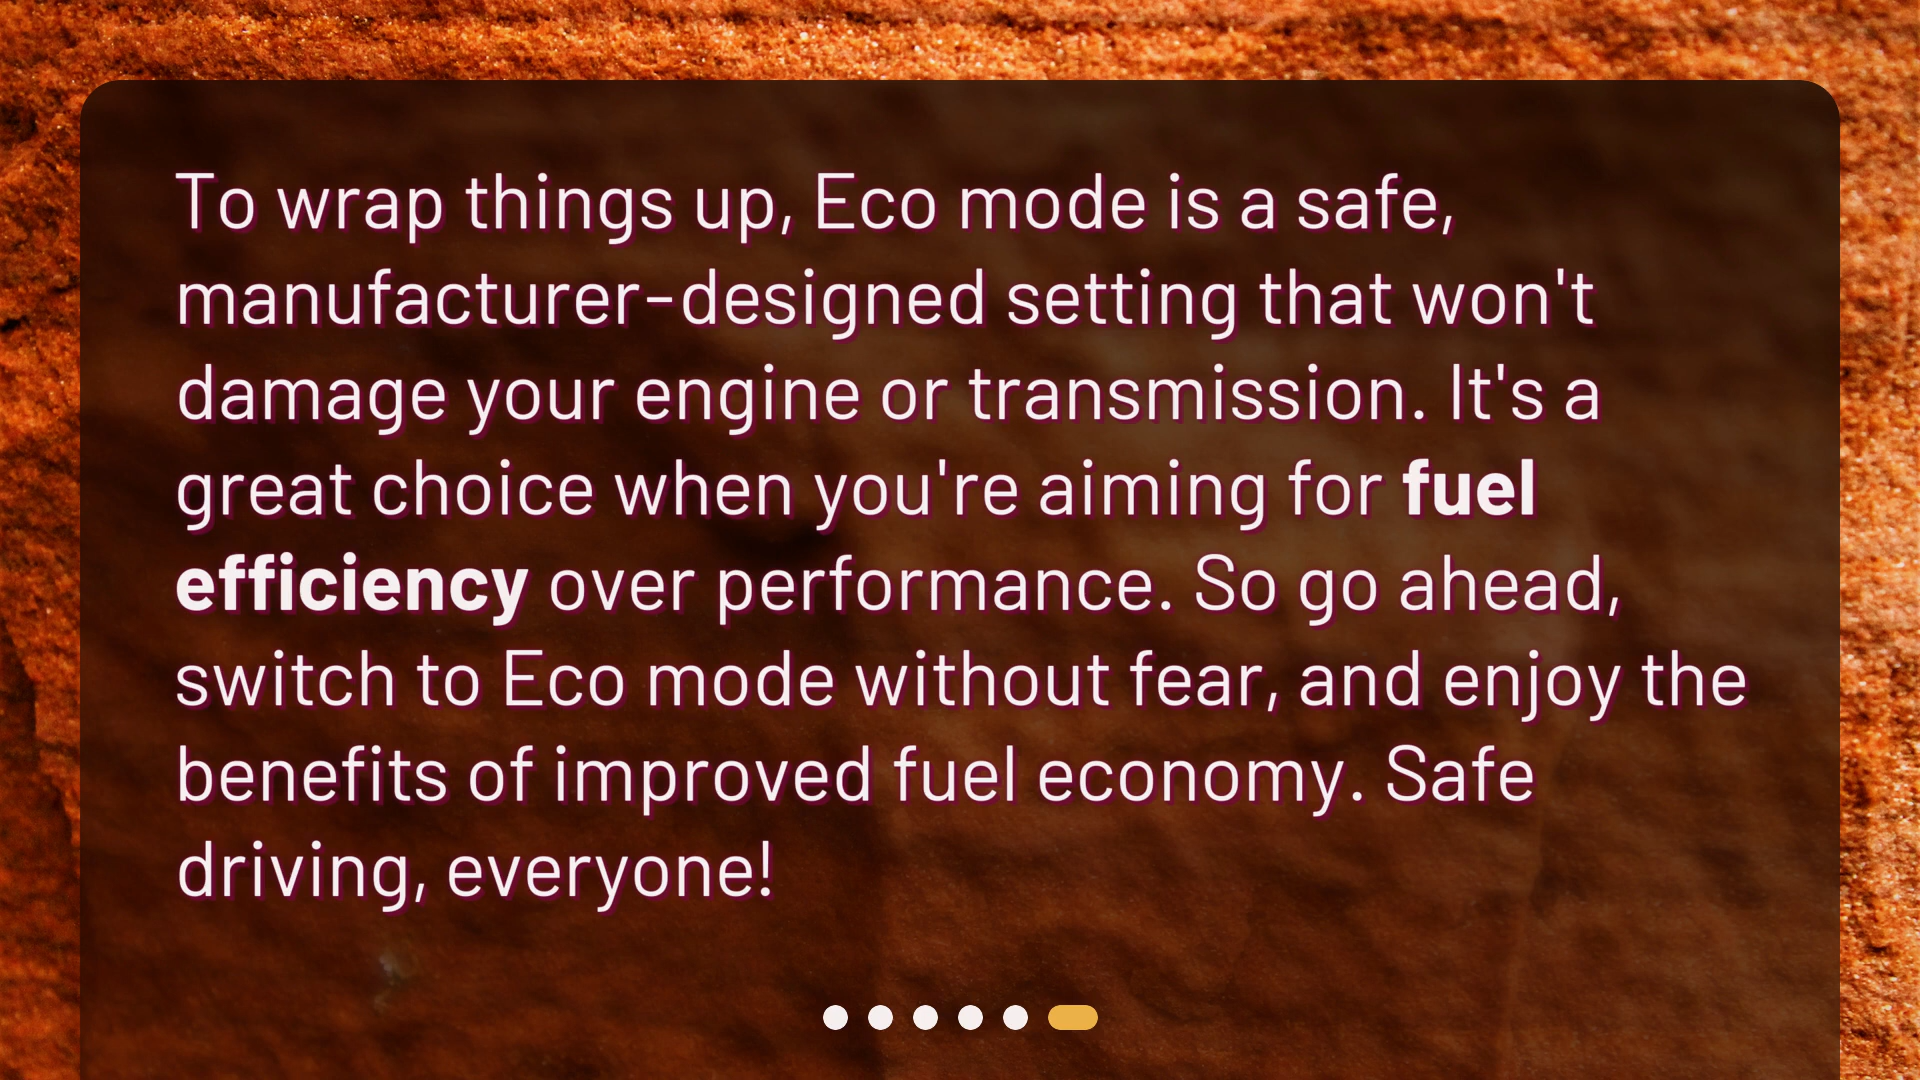 To wrap things up, Eco mode is a safe,
manufacturer-designed setting that won't
damage your engine or transmission. It's a
great choice when you're aiming for fuel
efficiency over performance. So go ahead,
switch to Eco mode without fear, and enjoy the
benefits of improved fuel economy. Safe
driving, everyone!